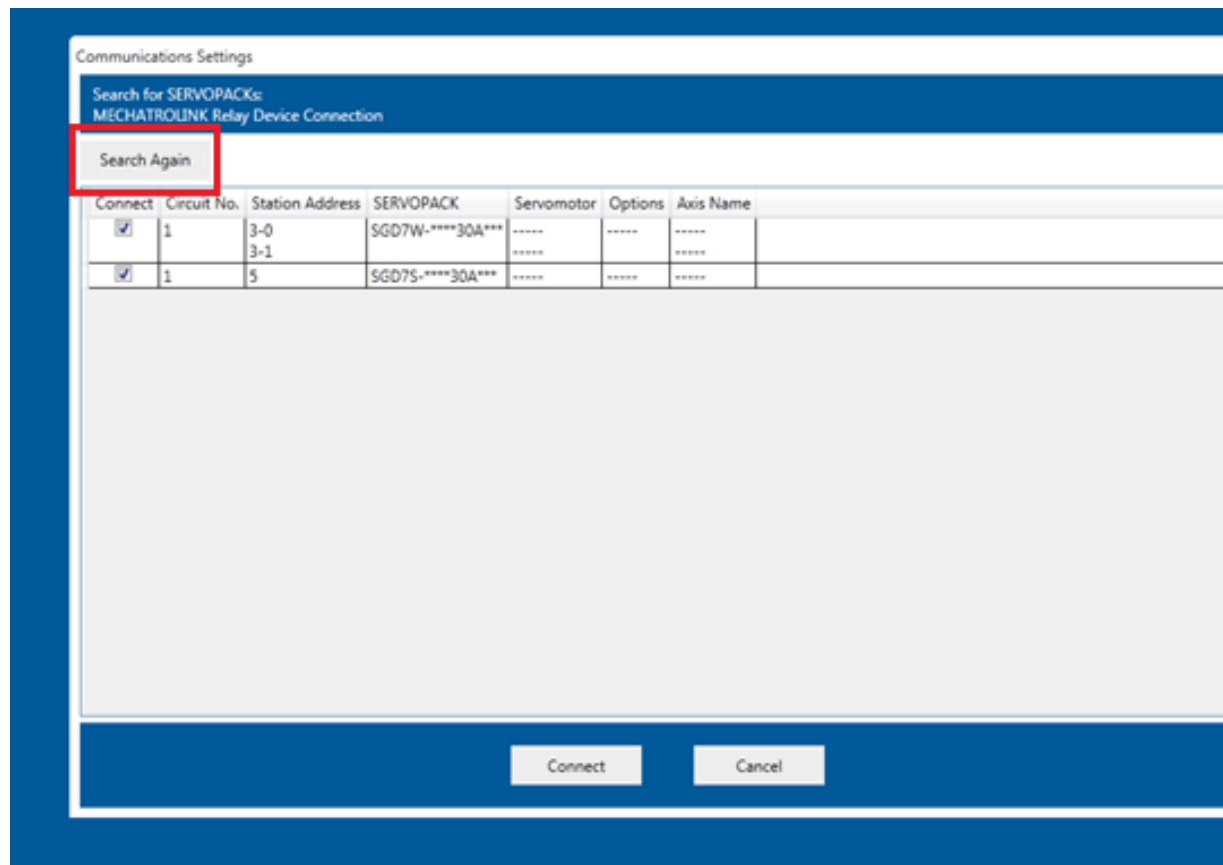 Communications Settings
Search for SERVOPACKs:
MECHATROLINK Relay Device Connection
Search Again
Connect Circuit No. Station Address SERVOPACK Servomotor Options Axis Name
1 3-0 SGD7W-****30A*** ----- ----- -----
3-1 ----- -----
1 5 SGD7S-****30A*** ----- ----- -----
Connect Cancel